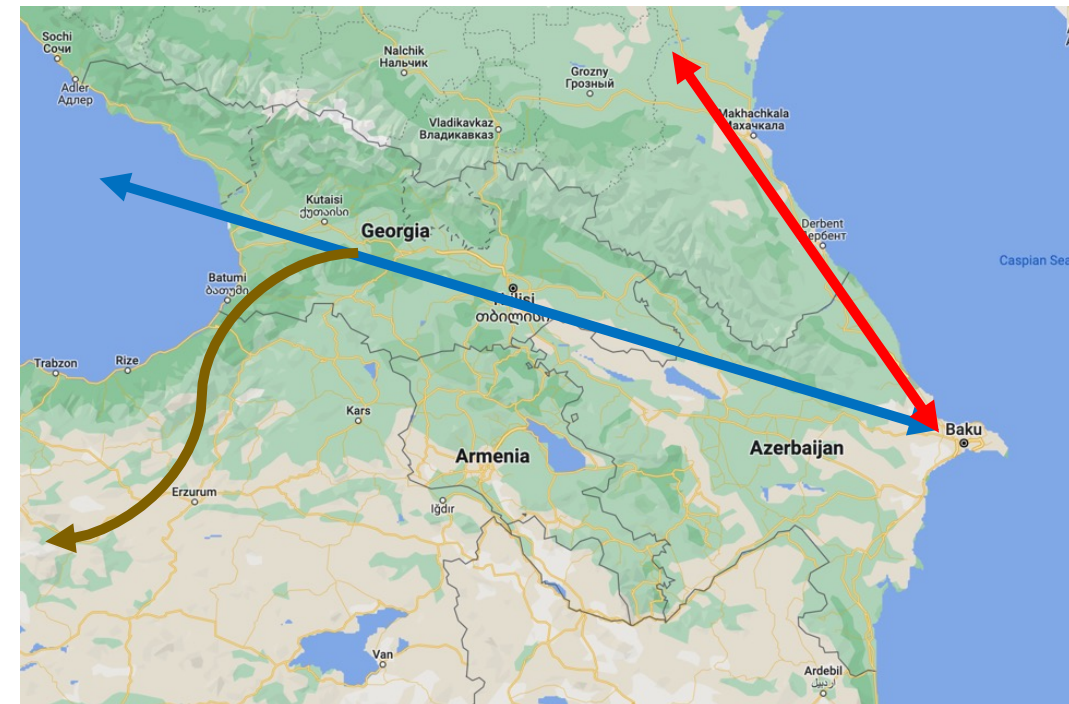 Sochi
Сочи
Adler
Адлер
Nalchik
Нальчик
Grozny
Грозный
Vladikavkaz
Владикавказ
Makhachkala
Махачкала
Kutaisi
ქუთაისი
Georgia
Derbent
Дербент
Caspian Sea
Batumi
ბათუმი
Tbilisi
თბილისი
Trabzon
Rize
Kars
Baku
Armenia
Azerbaijan
Erzurum
Iğdır
Van
Ardebil
اردبیل